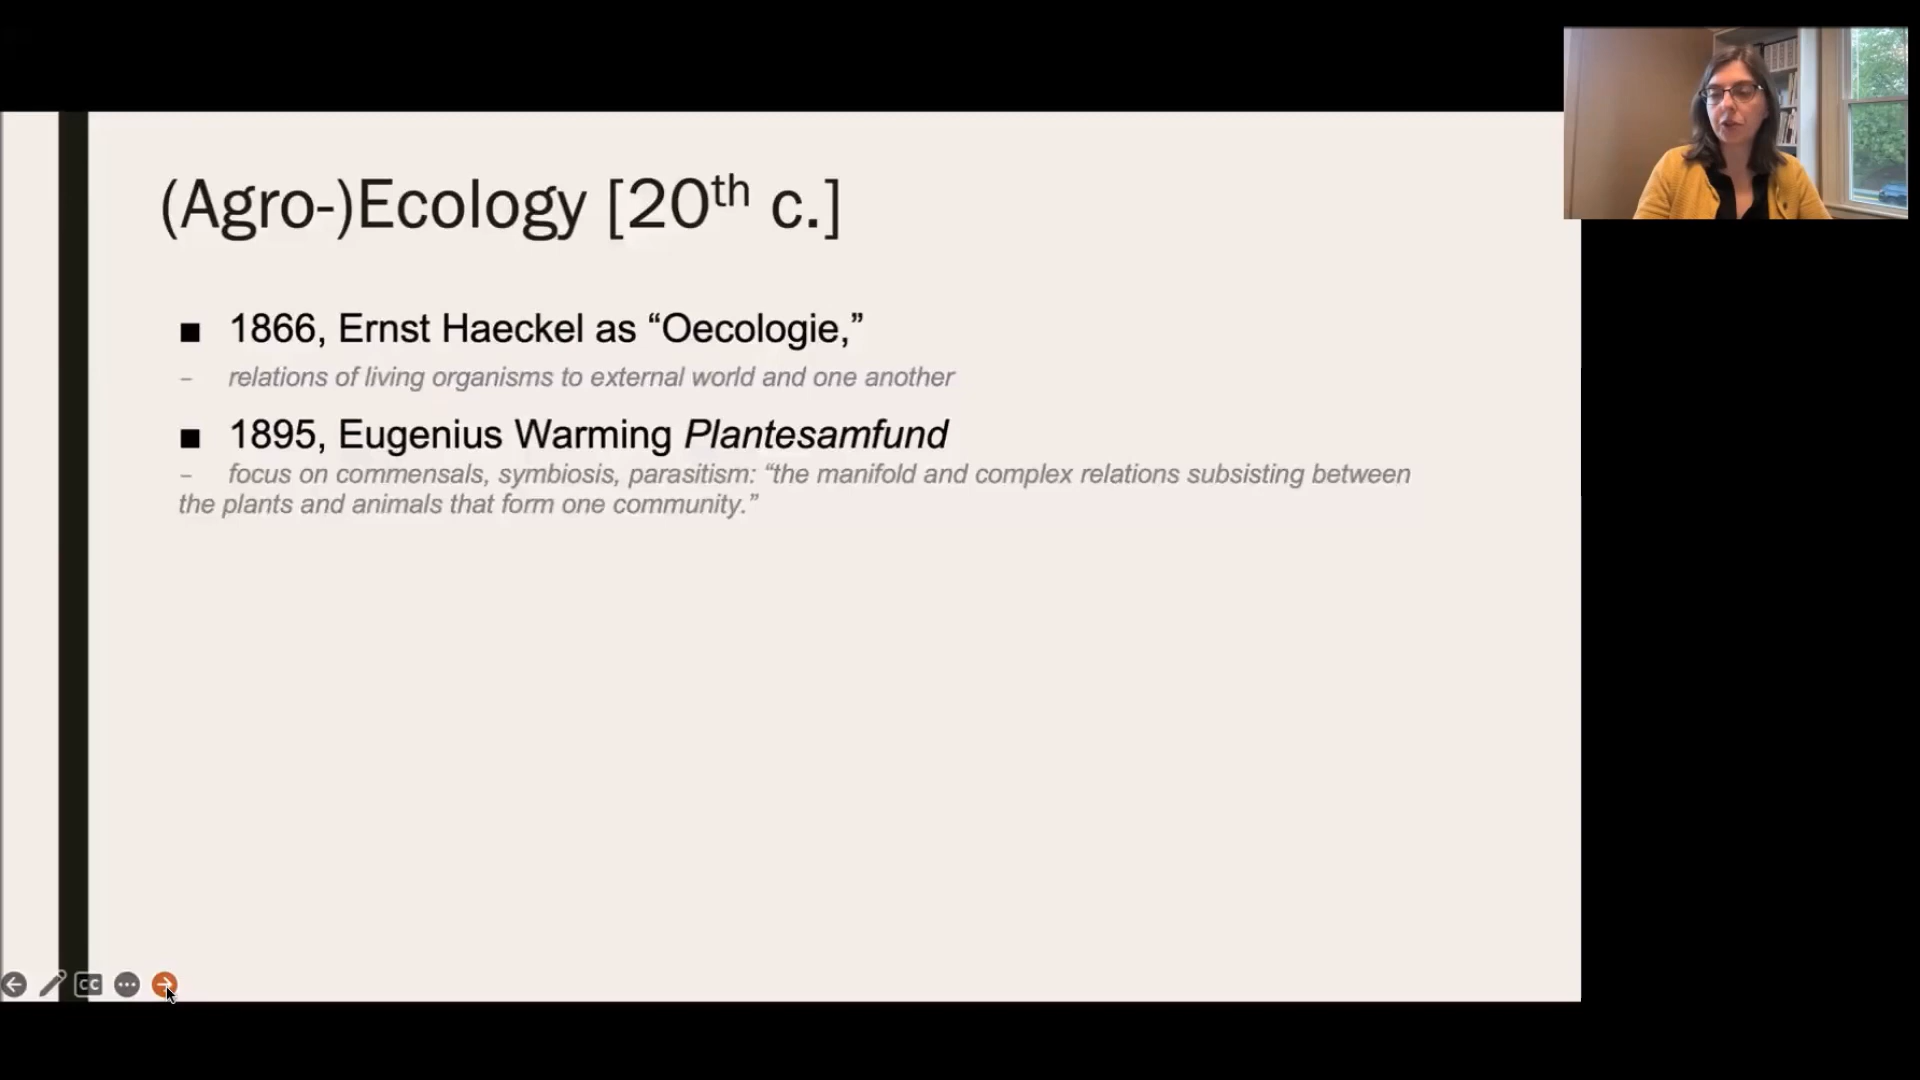 (Agro-)Ecology [20th c.]
■ 1866, Ernst Haeckel as “Oecologie,”
– relations of living organisms to external world and one another
■ 1895, Eugenius Warming Plantesamfund
– focus on commensals, symbiosis, parasitism: “the manifold and complex relations subsisting between
the plants and animals that form one community.”
CC